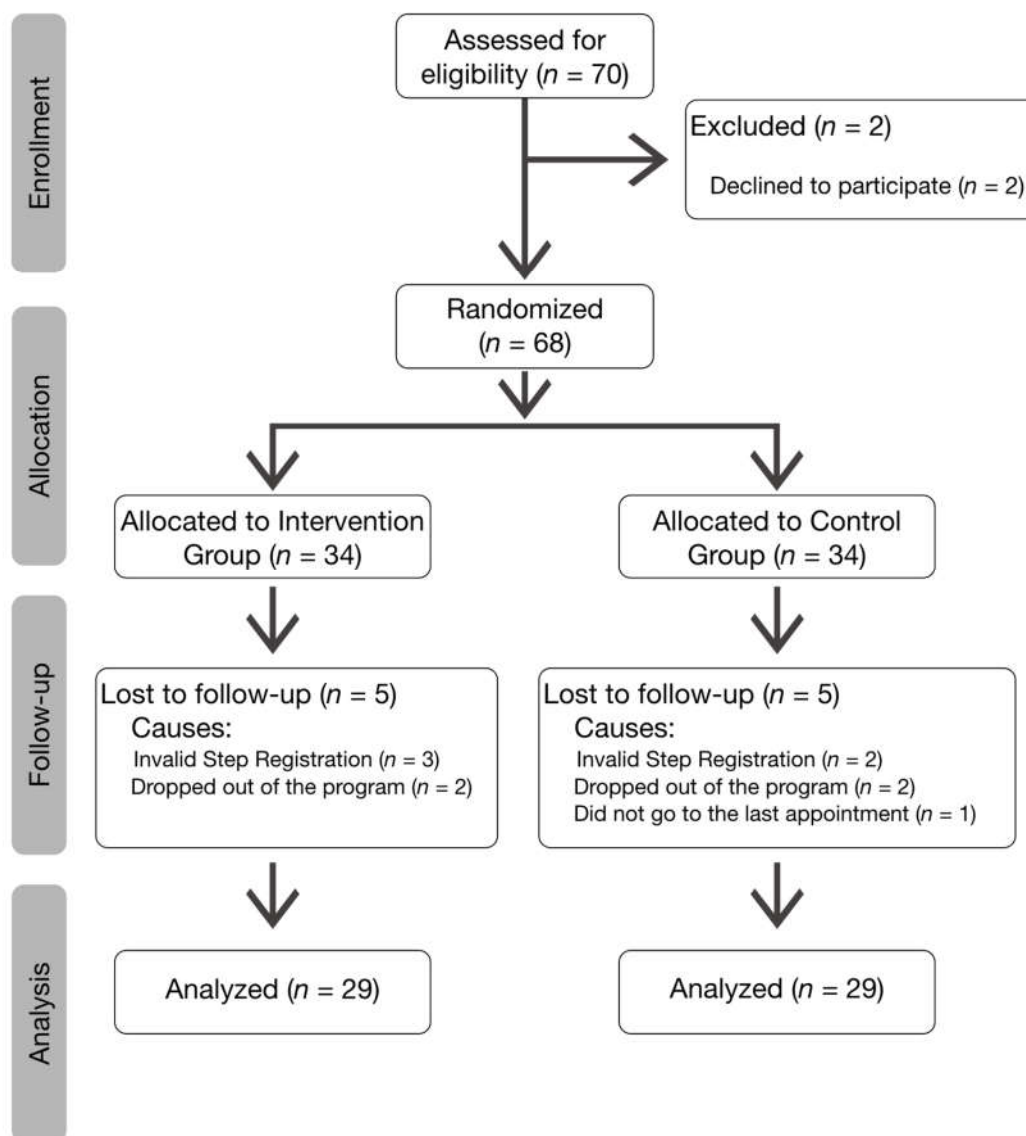 Enrollment
Assessed for
eligibility (n = 70)
Excluded (n = 2)
Declined to participate (n = 2)
Allocation
Randomized
(n = 68)
Allocated to Intervention
Group (n = 34)
Allocated to Control
Group (n = 34)
Follow-up
Lost to follow-up (n = 5)
Causes:
Invalid Step Registration (n = 3)
Dropped out of the program (n = 2)
Lost to follow-up (n = 5)
Causes:
Invalid Step Registration (n = 2)
Dropped out of the program (n = 2)
Did not go to the last appointment (n = 1)
Analysis
Analyzed (n = 29)
Analyzed (n = 29)